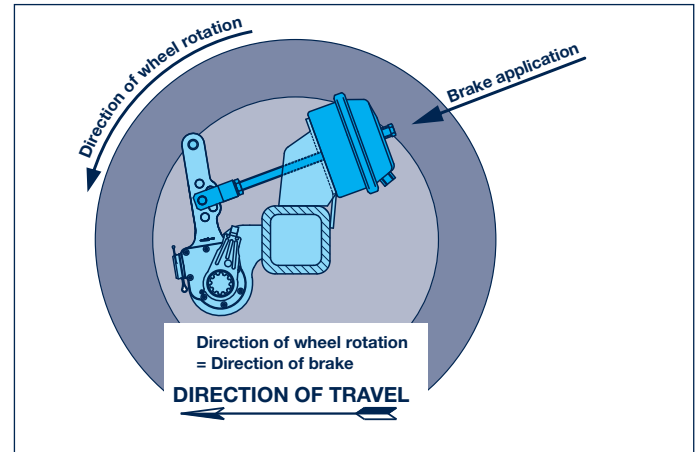 Direction of wheel rotation
Brake application
Direction of wheel rotation
= Direction of brake
DIRECTION OF TRAVEL